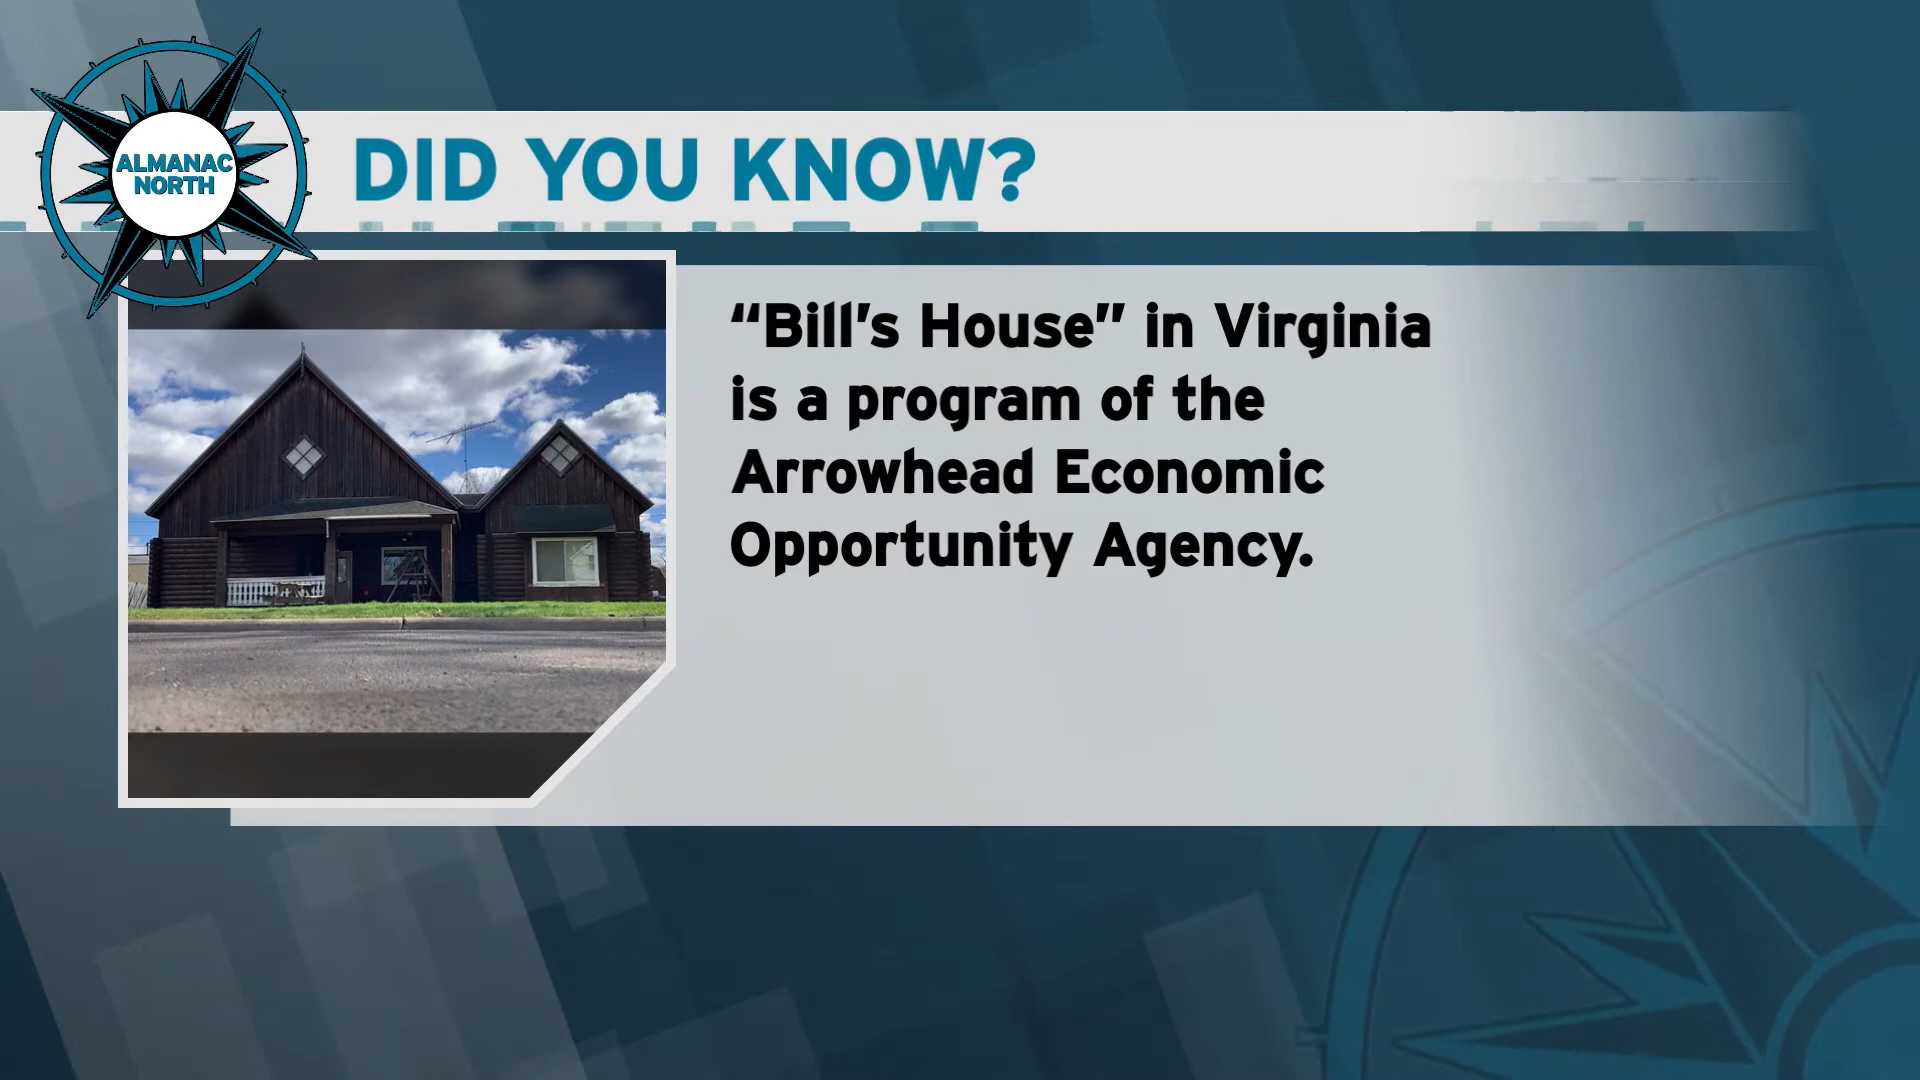 ALMANAC
NORTH
DID YOU KNOW?
“Bill’s House” in Virginia
is a program of the
Arrowhead Economic
Opportunity Agency.